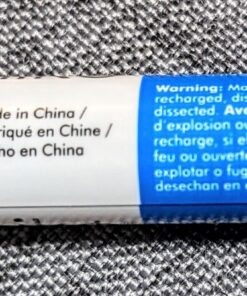 de in China /
riqué en Chine /
ho en China
Warning: Ma
recharged, dis
dissected. Ave
d'explosion ou
recharge, si e
feu ou ouvert
explotar o fug
desechan en